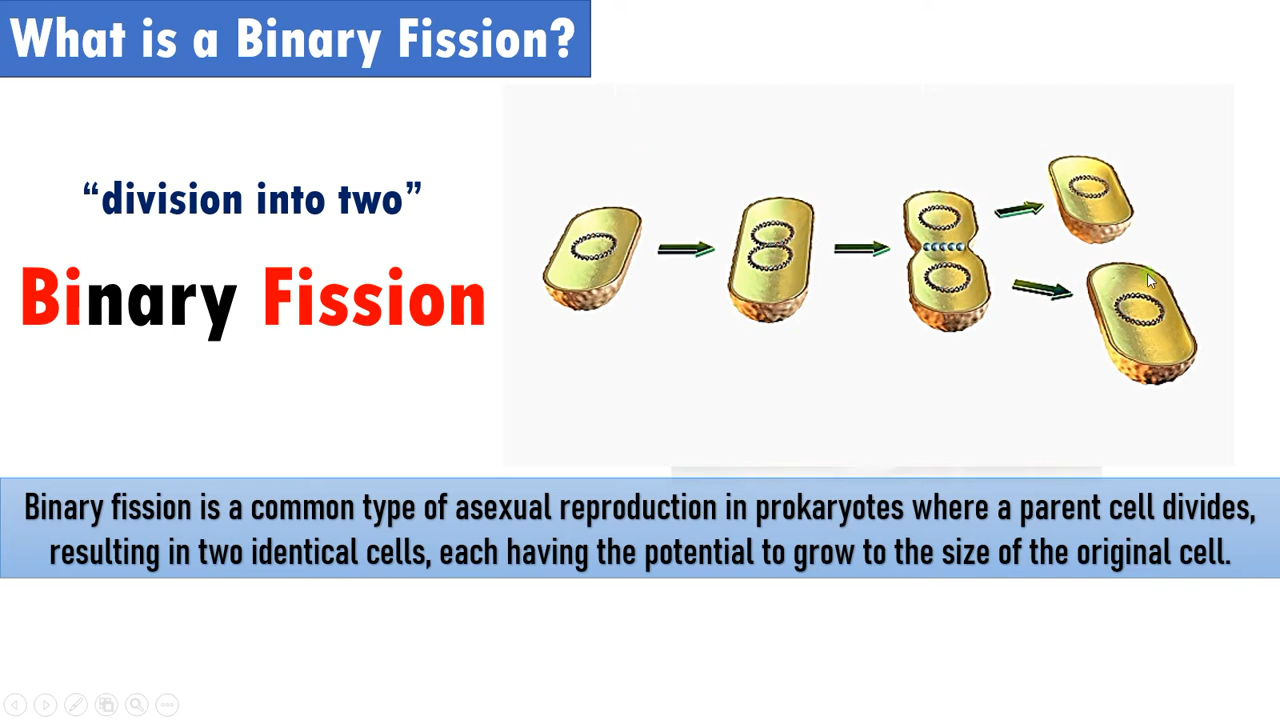 What is a Binary Fission?
“division into two”
Binary Fission
Binary fission is a common type of asexual reproduction in prokaryotes where a parent cell divides,
resulting in two identical cells, each having the potential to grow to the size of the original cell.